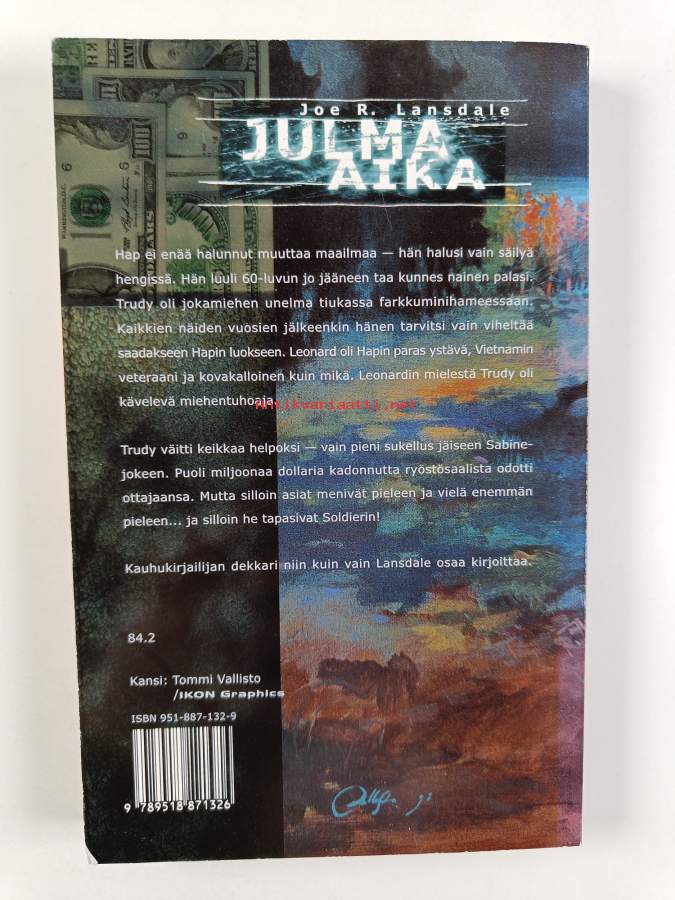 Joe R. Lansdale
JULMA
AIKA
Hap ei enää halunnut muuttaa maailmaa — hän halusi vain säilyä
hengissä. Hän luuli 60-luvun jo jääneen taa kunnes nainen palasi.
Trudy oli jokamiehen unelma tiukassa farkkuminihameessaan.
Kaikkien näiden vuosien jälkeenkin hänen tarvitsi vain viheltää
saadakseen Hapin luokseen. Leonard oli Hapin paras ystävä, Vietnamin
veteraani ja kovakalloinen kuin mikä. Leonardin mielestä Trudy oli
kävelevä miehentuhoaja.
Antikvariaatti.net
Trudy väitti keikkaa helpoksi — vain pieni sukellus jäiseen Sabine-
jokeen. Puoli miljoonaa dollaria kadonnutta ryöstösaalista odotti
ottajaansa. Mutta silloin asiat menivät pieleen ja vielä enemmän
pieleen... ja silloin he tapasivat Soldierin!
Kauhukirjailijan dekkari niin kuin vain Lansdale osaa kirjoittaa.
84.2
Kansi: Tommi Vallisto
/IKON Graphics
ISBN 951-887-132-9
9 789518 871326